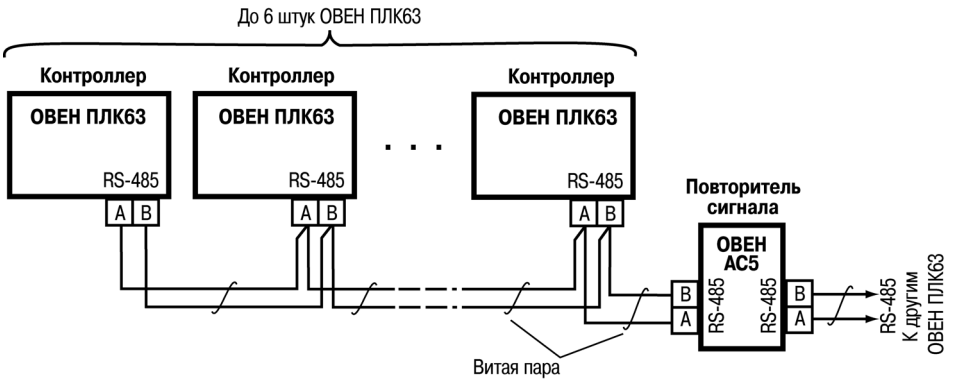 До 6 штук ОВЕН ПЛК63
Контроллер
ОВЕН ПЛК63
RS-485
A B
Контроллер
ОВЕН ПЛК63
RS-485
A B
. . .
Контроллер
ОВЕН ПЛК63
RS-485
A B
Повторитель
сигнала
ОВЕН
АС5
B
A
RS-485
RS-485
B
A
RS-485
К другим
ОВЕН ПЛК63
Витая пара